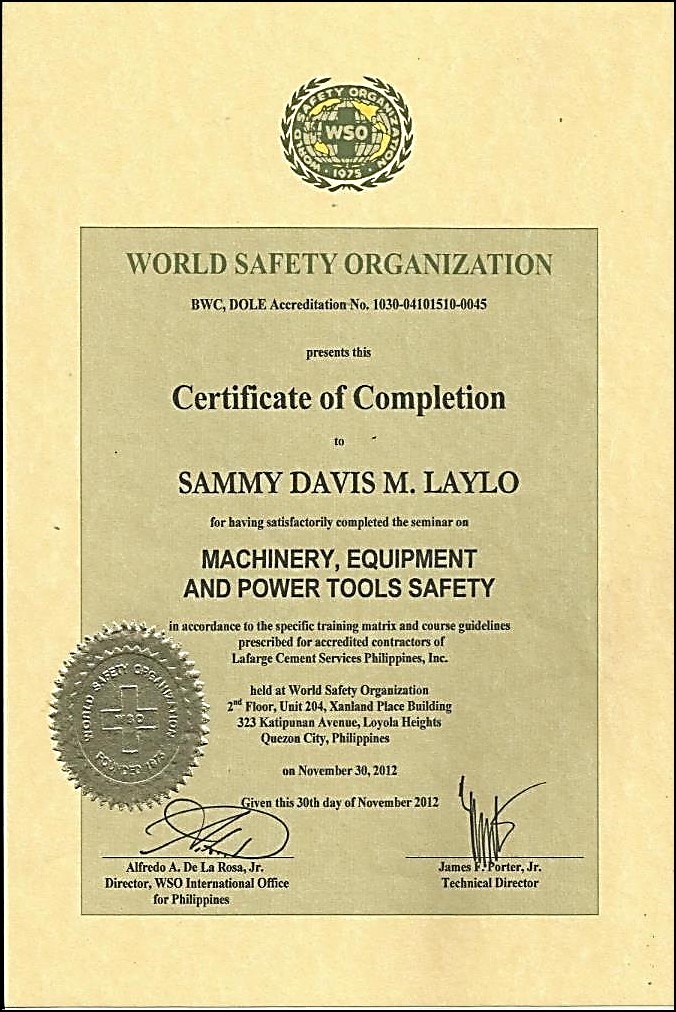 WORLD SAFETY ORGANIZATION
WSO
1975
WORLD SAFETY ORGANIZATION
BWC, DOLE Accreditation No. 1030-04101510-0045
presents this
Certificate of Completion
to
SAMMY DAVIS M. LAYLO
for having satisfactorily completed the seminar on
MACHINERY, EQUIPMENT
AND POWER TOOLS SAFETY
in accordance to the specific training matrix and course guidelines
prescribed for accredited contractors of
Lafarge Cement Services Philippines, Inc.
held at World Safety Organization
2nd Floor, Unit 204, Xanland Place Building
323 Katipunan Avenue, Loyola Heights
Quezon City, Philippines
on November 30, 2012
Given this 30th day of November 2012
WORLD SAFETY ORGANIZATION
WSO
FOUNDED 1975
Alfredo A. De La Rosa, Jr.
Director, WSO International Office
for Philippines
James F. Porter, Jr.
Technical Director